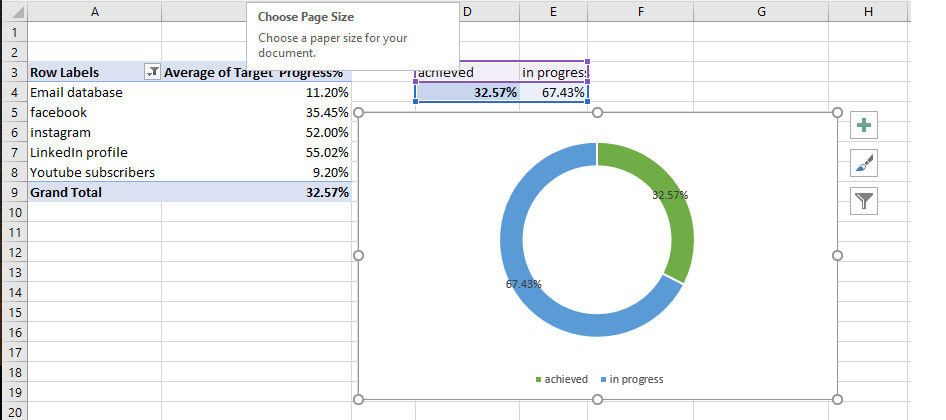 A D E F G H
Choose Page Size
Choose a paper size for your
document.
1
2
3 Row Labels Average of Target Progress% achieved in progress
4 Email database 11.20% 32.57% 67.43%
5 facebook 35.45%
6 instagram 52.00%
7 LinkedIn profile 55.02%
8 Youtube subscribers 9.20%
9 Grand Total 32.57%
10
11
12
13
14
15
16
17
18
19
20
32.57%
67.43%
achieved in progress